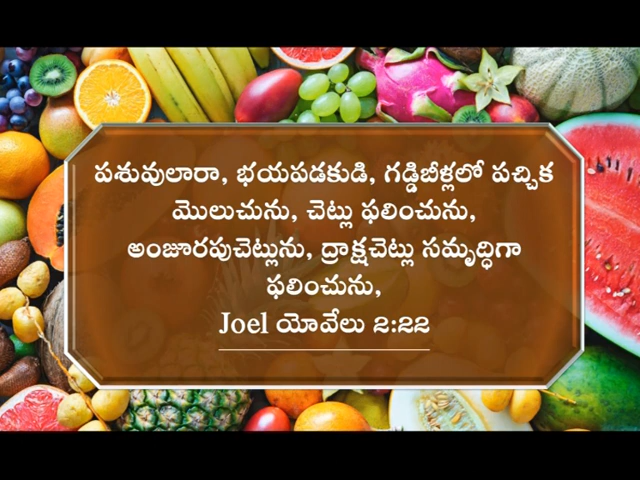 పశువులారా, భయపడకుడి, గడ్డిబీళ్లలో పచ్చిక
మొలుచును, చెట్లు ఫలించును,
అంజూరపుచెట్లును, ద్రాక్షచెట్లు సమృద్ధిగా
ఫలించును,
Joel యోవేలు 2:22